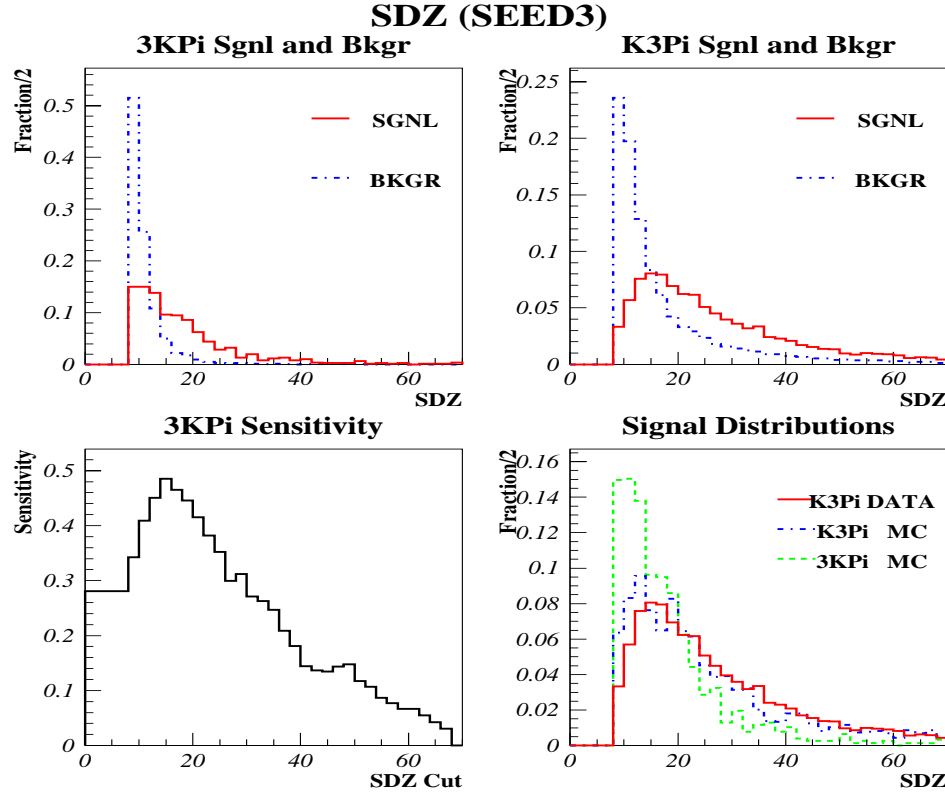 SDZ (SEED3)
3KPi Sgnl and Bkgr
Fraction/2
0.5
0.4
0.3
0.2
0.1
0
SGNL
BKGR
0 20 40 60
SDZ
K3Pi Sgnl and Bkgr
Fraction/2
0.25
0.2
0.15
0.1
0.05
0
SGNL
BKGR
0 20 40 60
SDZ
3KPi Sensitivity
Sensitivity
0.5
0.4
0.3
0.2
0.1
0
0 20 40 60
SDZ Cut
Signal Distributions
Fraction/2
0.16
0.14
0.12
0.1
0.08
0.06
0.04
0.02
0
K3Pi DATA
K3Pi MC
3KPi MC
0 20 40 60
SDZ